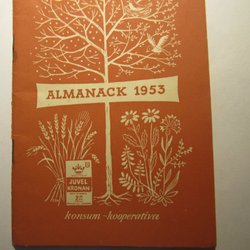 ALMANACK 1953
JUVEL
KRONAN
konsum-kooperativa